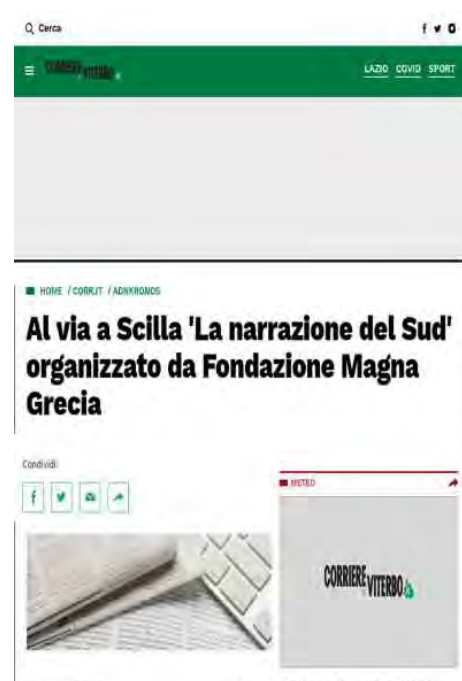 Cerca
CORRIERE VITERBO
LAZIO COVID SPORT
HOME / CORR.IT / ADNKRONOS
Al via a Scilla 'La narrazione del Sud'
organizzato da Fondazione Magna
Grecia
Condividi:
METEO
CORRIERE VITERBO